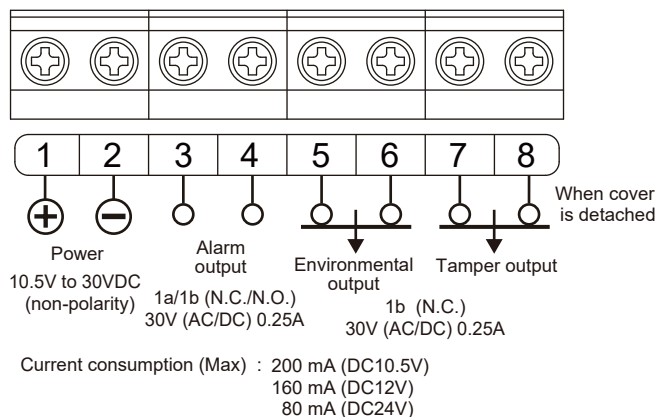 1 2 3 4 5 6 7 8
When cover
is detached
+ −
Power
10.5V to 30VDC
(non-polarity)
Alarm
output
1a/1b (N.C./N.O.)
30V (AC/DC) 0.25A
Environmental
output
Tamper output
1b (N.C.)
30V (AC/DC) 0.25A
Current consumption (Max) : 200 mA (DC10.5V)
160 mA (DC12V)
80 mA (DC24V)